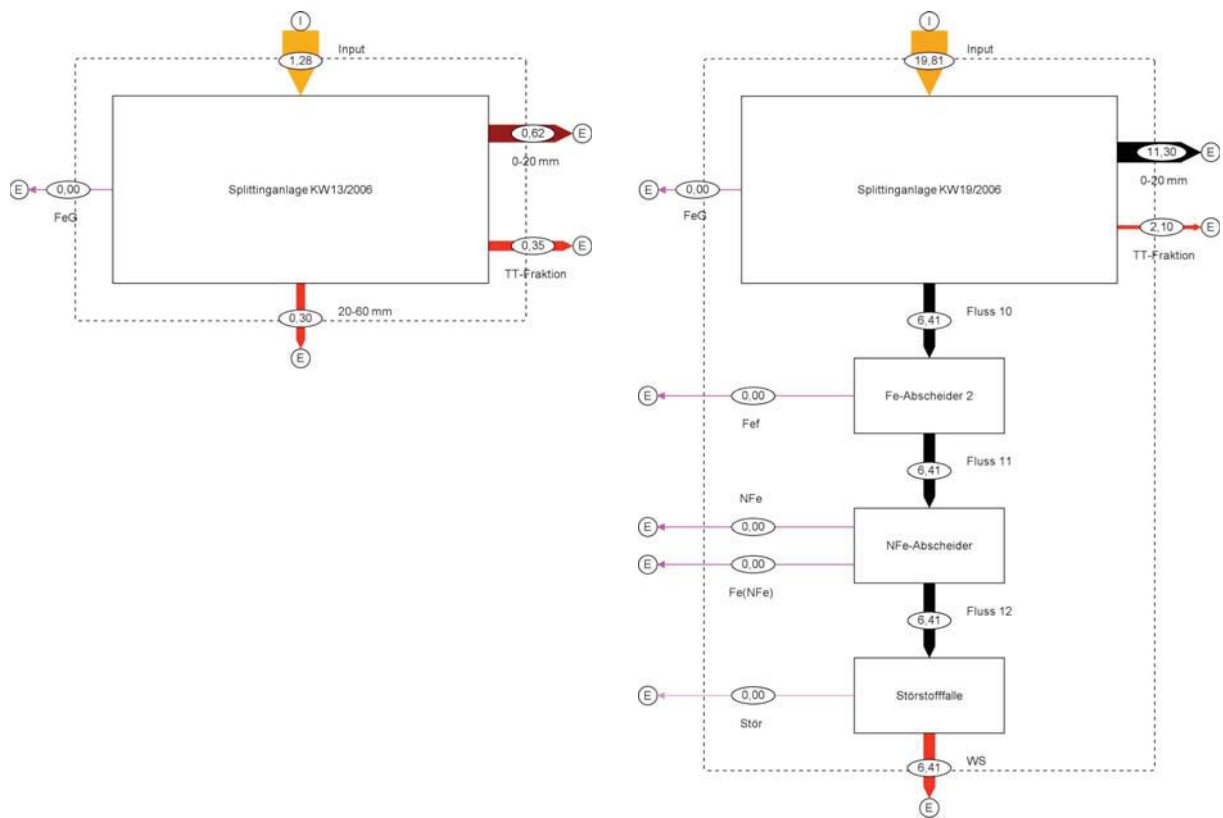 I
Input
1,28
E
0,62
0-20 mm
Splittinganlage KW13/2006
E
0,00
FeG
0,35
E
TT-Fraktion
20-60 mm
0,30
E
I
Input
19,81
11,30
E
0-20 mm
Splittinganlage KW19/2006
E
0,00
FeG
2,10
E
TT-Fraktion
Fluss 10
6,41
E
0,00
Fe-Abscheider 2
Fef
Fluss 11
6,41
NFe
E
0,00
NFe-Abscheider
E
0,00
Fe(NFe)
Fluss 12
6,41
E
0,00
Störstofffalle
Stör
WS
6,41
E